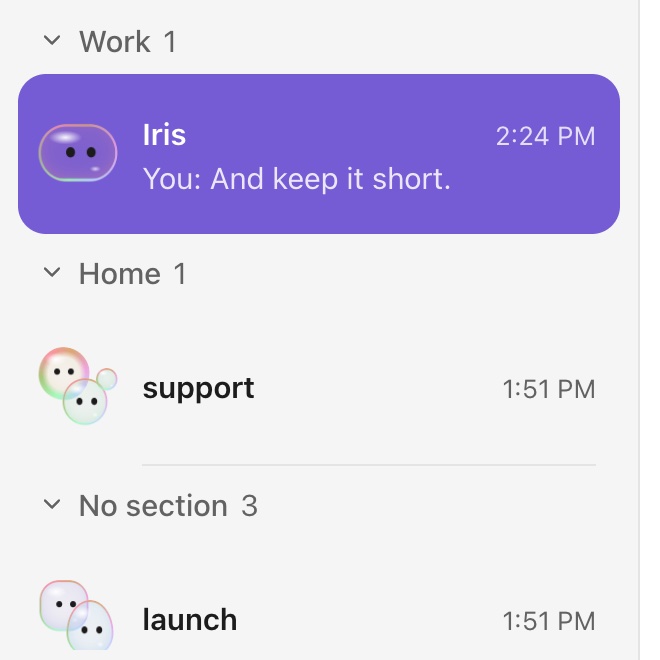 Work 1
Iris 2:24 PM
You: And keep it short.
Home 1
support 1:51 PM
No section 3
launch 1:51 PM